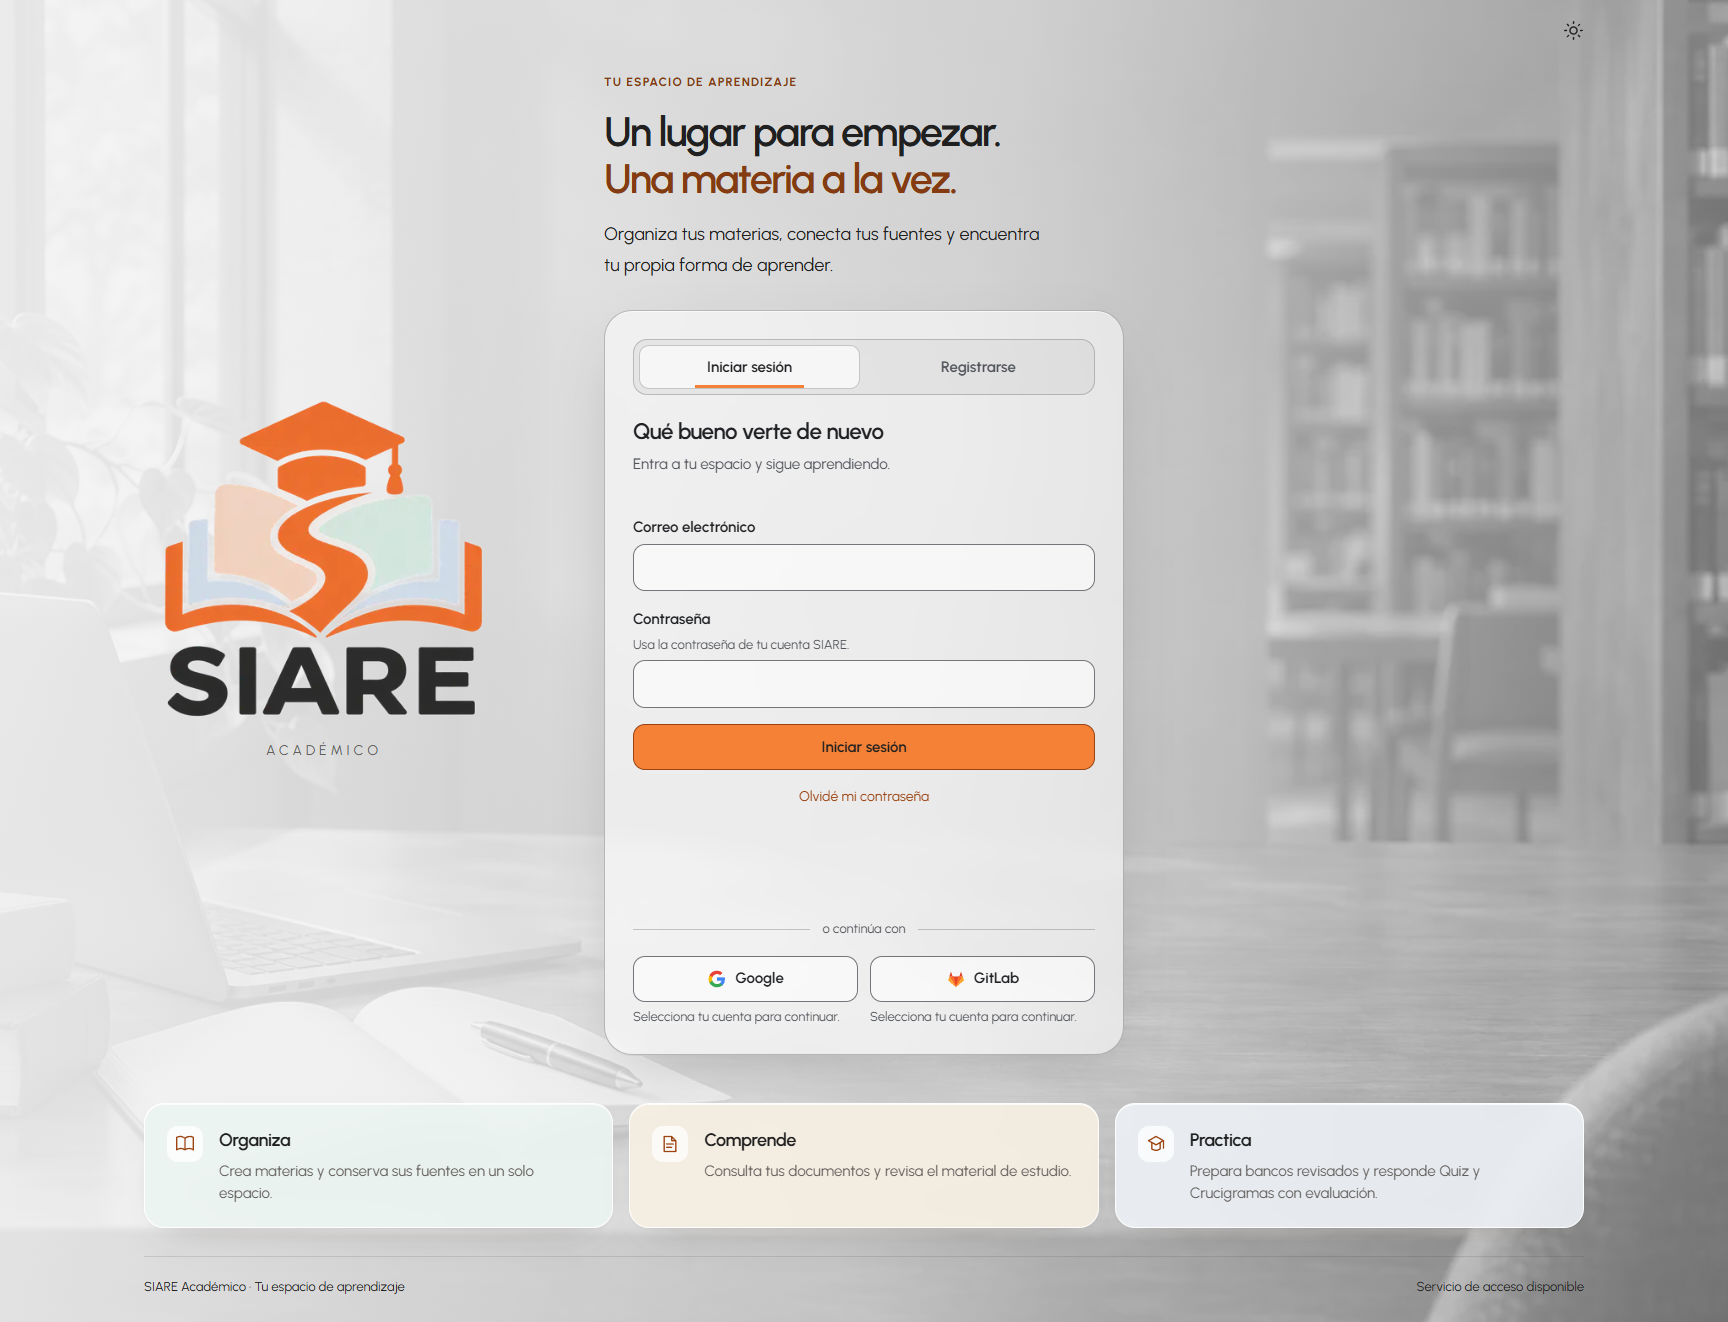 TU ESPACIO DE APRENDIZAJE
Un lugar para empezar.
Una materia a la vez.
Organiza tus materias, conecta tus fuentes y encuentra
tu propia forma de aprender.
SIARE
ACADÉMICO
Iniciar sesión
Registrarse
Qué bueno verte de nuevo
Entra a tu espacio y sigue aprendiendo.
Correo electrónico
Contraseña
Usa la contraseña de tu cuenta SIARE.
Iniciar sesión
Olvidé mi contraseña
o continúa con
Google
GitLab
Selecciona tu cuenta para continuar.
Selecciona tu cuenta para continuar.
Organiza
Crea materias y conserva sus fuentes en un solo
espacio.
Comprende
Consulta tus documentos y revisa el material de estudio.
Practica
Prepara bancos revisados y responde Quiz y
Crucigramas con evaluación.
SIARE Académico · Tu espacio de aprendizaje
Servicio de acceso disponible